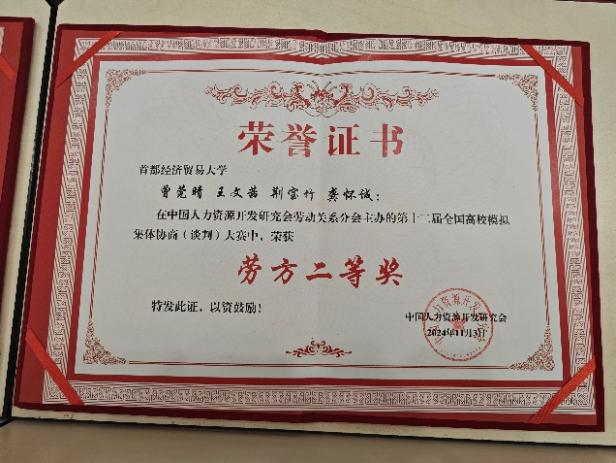 荣誉证书
首都经济贸易大学
曾莞晴 王文茜 荆宝竹 龚怀诚：
在中国人力资源开发研究会劳动关系分会主办的第十二届全国高校模拟
集体协商（谈判）大赛中，荣获
劳方二等奖
特发此证，以资鼓励！
中国人力资源开发研究会
2024年11月3日